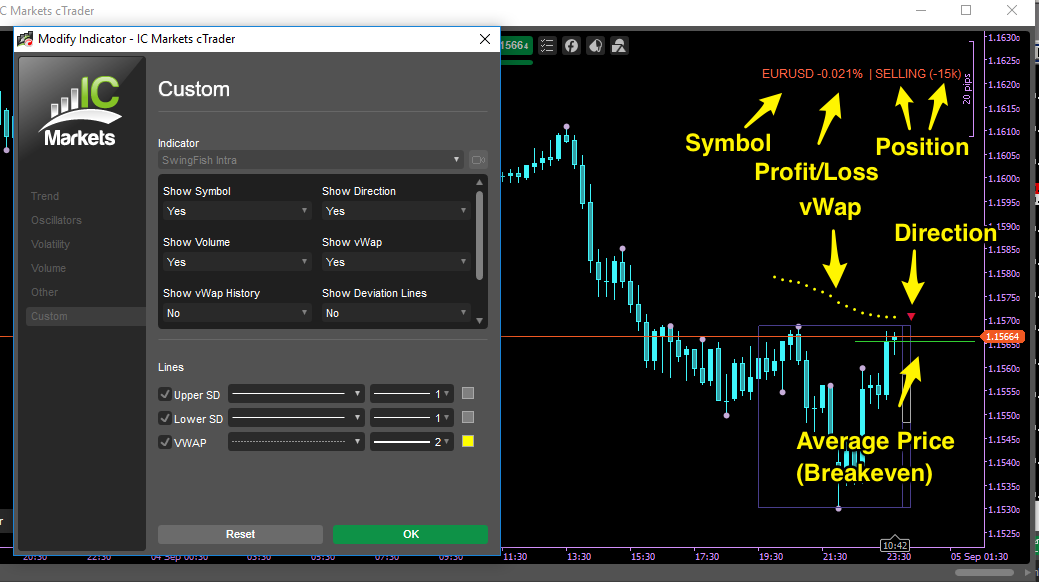 IC Markets cTrader
Modify Indicator - IC Markets cTrader
IC
Markets
Custom
Indicator
SwingFish Intra
Show Symbol
Show Direction
Yes
Yes
Show Volume
Show vWap
Yes
Yes
Show vWap History
Show Deviation Lines
No
No
Trend
Oscillators
Volatility
Volume
Other
Custom
Lines
Upper SD
1
Lower SD
1
VWAP
2
Reset
OK
15664
EURUSD -0.021% | SELLING (-15k)
20 pips
Symbol
Profit/Loss
Position
vWap
Direction
Average Price
(Breakeven)
1.16300
1.16250
1.16200
1.16150
1.16100
1.16050
1.16000
1.15950
1.15900
1.15850
1.15800
1.15750
1.15700
1.15664
1.15650
1.15600
1.15550
1.15500
1.15450
1.15400
1.15350
1.15300
1.15250
10:42
20:30
22:30
04 Sep 00:30
03:30
05:30
07:30
09:30
11:30
13:30
15:30
17:30
19:30
21:30
23:30
05 Sep 01:30